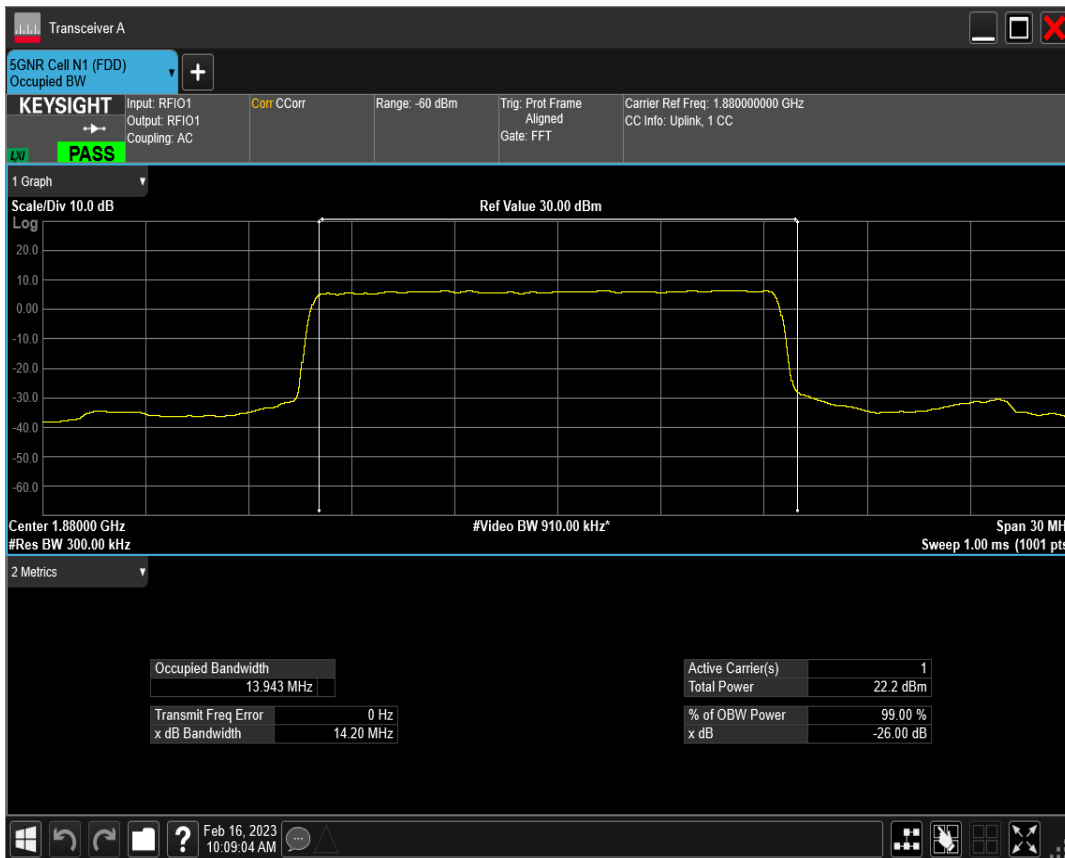 Transceiver A
5GNR Cell N1 (FDD)
Occupied BW
+
KEYSIGHT
LXI
PASS
Input: RFIO1
Output: RFIO1
Coupling: AC
Corr CCorr
Range: -60 dBm
Trig: Prot Frame
Aligned
Gate: FFT
Carrier Ref Freq: 1.880000000 GHz
CC Info: Uplink, 1 CC
1 Graph
Scale/Div 10.0 dB
Ref Value 30.00 dBm
Log
20.0
10.0
0.00
-10.0
-20.0
-30.0
-40.0
-50.0
-60.0
Center 1.88000 GHz
#Video BW 910.00 kHz*
Span 30 MH
#Res BW 300.00 kHz
Sweep 1.00 ms (1001 pts
2 Metrics
Occupied Bandwidth
13.943 MHz
Transmit Freq Error 0 Hz
x dB Bandwidth 14.20 MHz
Active Carrier(s) 1
Total Power 22.2 dBm
% of OBW Power 99.00 %
x dB -26.00 dB
?
Feb 16, 2023
10:09:04 AM